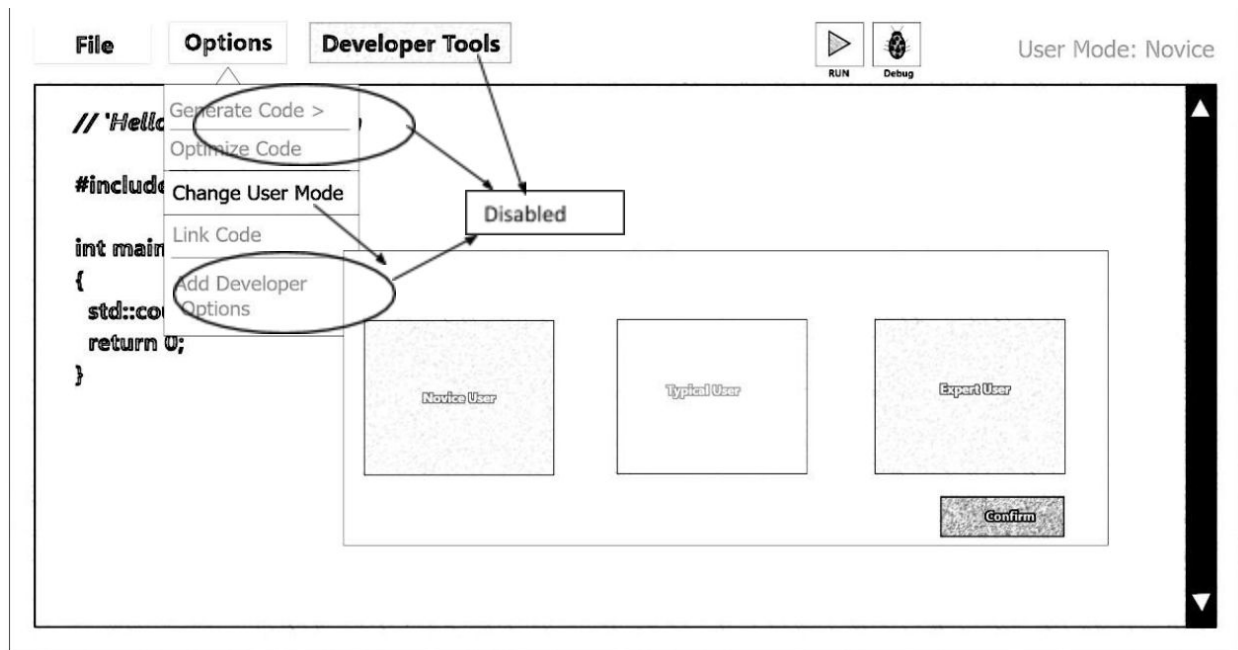 File Options Developer Tools
RUN Debug
User Mode: Novice
Generate Code >
Optimize Code
Change User Mode
Link Code
Add Developer
Options
// 'Hello
#include
int main
{
std::cou
return 0;
}
Disabled
Novice User
Typical User
Expert User
Confirm